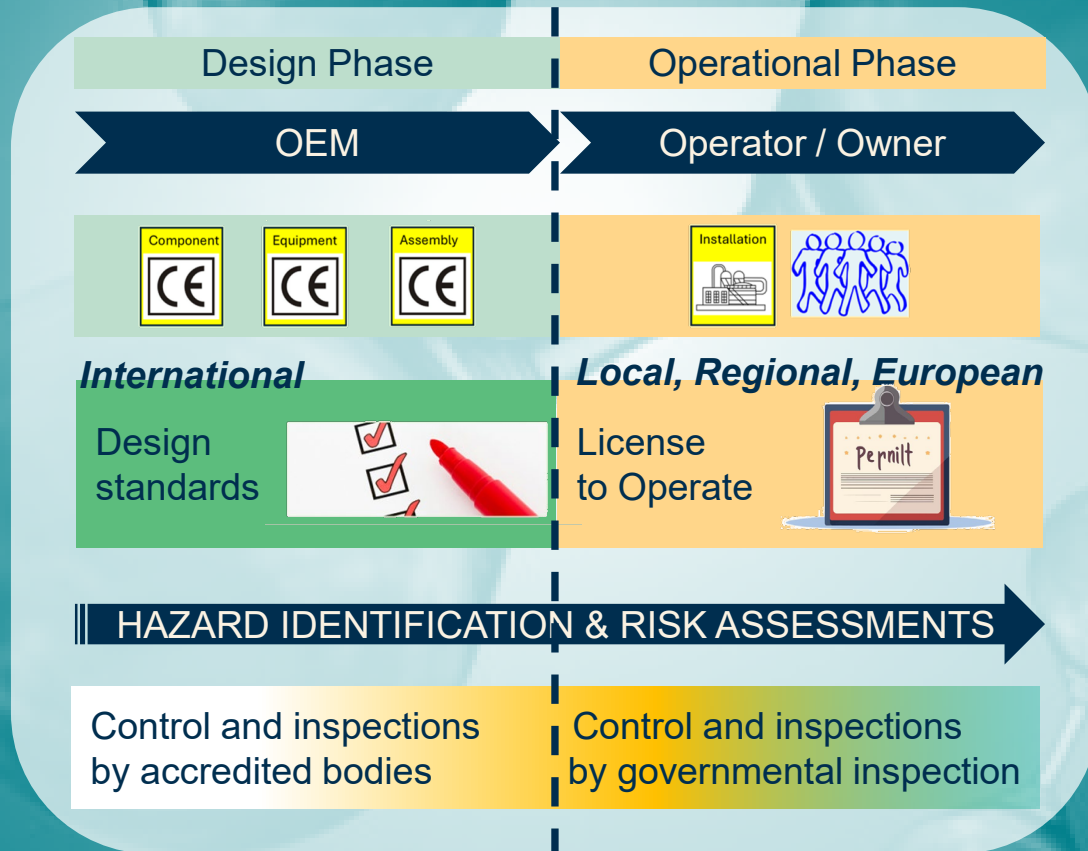 Design Phase
Operational Phase
OEM
Operator / Owner
Component
CE
Equipment
CE
Assembly
CE
Installation
International
Local, Regional, European
Design
standards
License
to Operate
Pernilt
HAZARD IDENTIFICATION & RISK ASSESSMENTS
Control and inspections
by accredited bodies
Control and inspections
by governmental inspection